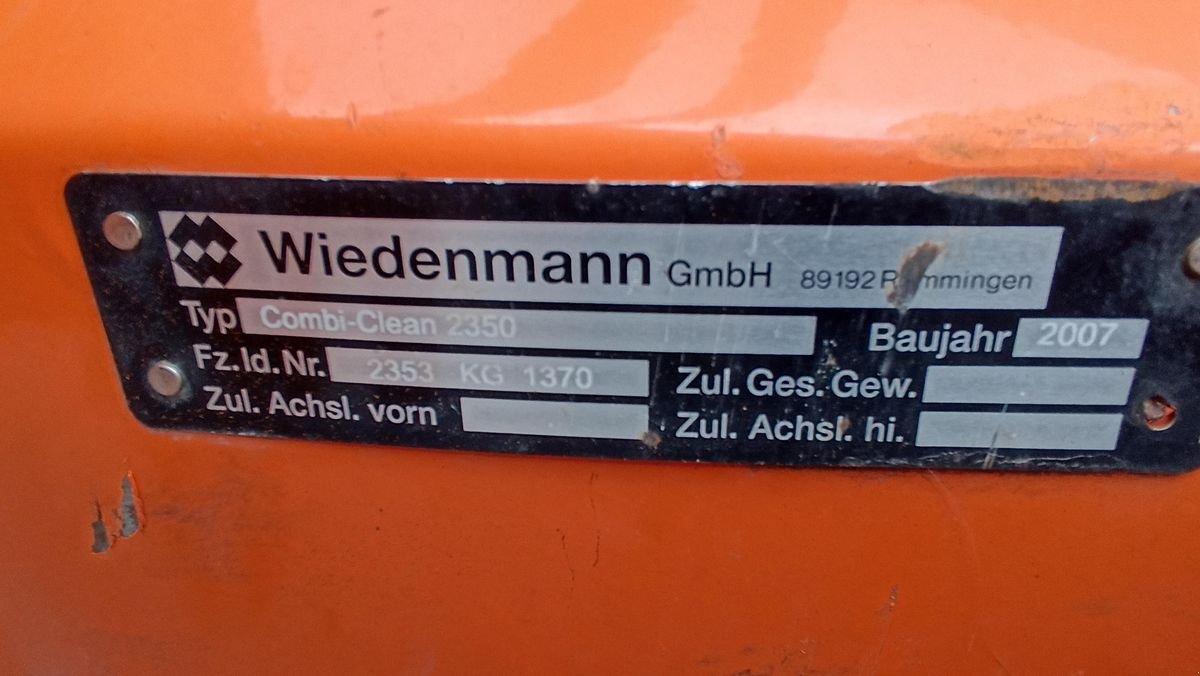 Wiedenmann GmbH 89192
Typ Combi-Clean 2350 Baujahr 2007
Fz.Id.Nr. 2353 KG 1370 Zul.Ges.Gew.
Zul. Achsl. vorn Zul. Achsl. hi.